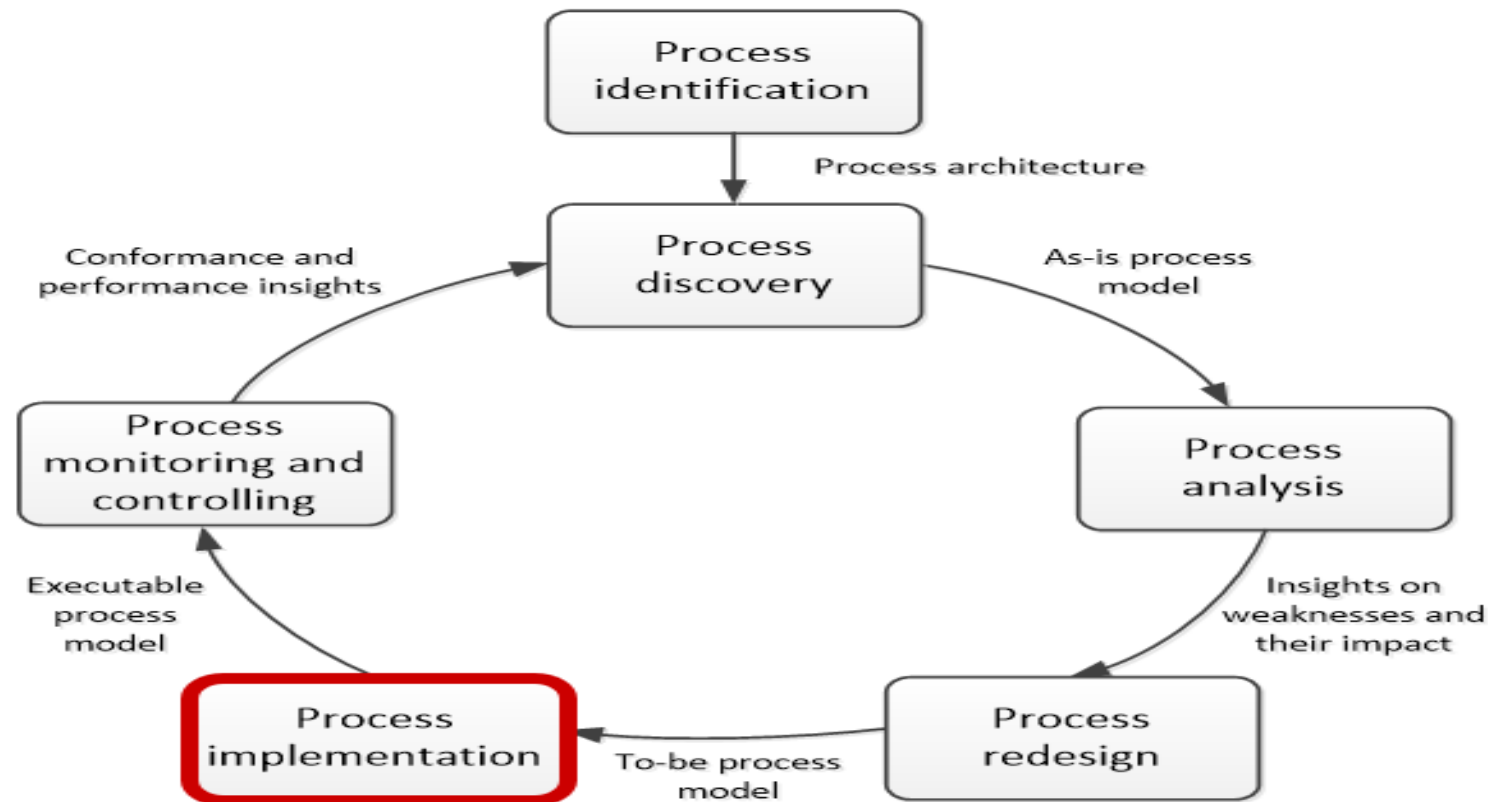 Process
identification
Process architecture
Process
discovery
Conformance and
performance insights
As-is process
model
Process
monitoring and
controlling
Process
analysis
Executable
process
model
Insights on
weaknesses and
their impact
Process
implementation
To-be process
model
Process
redesign